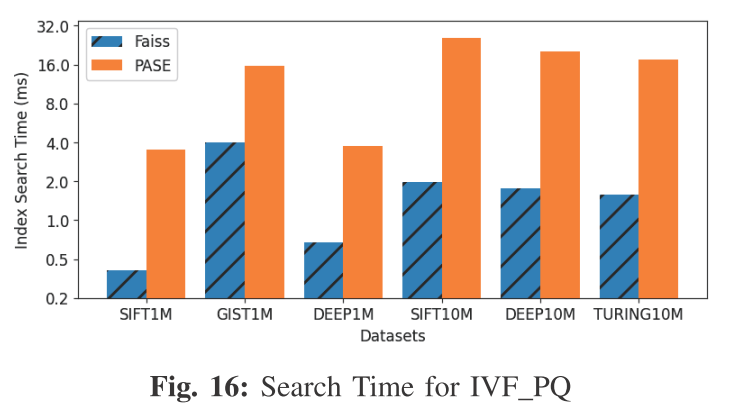 32.0
16.0
8.0
4.0
2.0
1.0
0.5
0.2
Index Search Time (ms)
Faiss
PASE
SIFT1M GIST1M DEEP1M SIFT10M DEEP10M TURING10M
Datasets
Fig. 16: Search Time for IVF_PQ